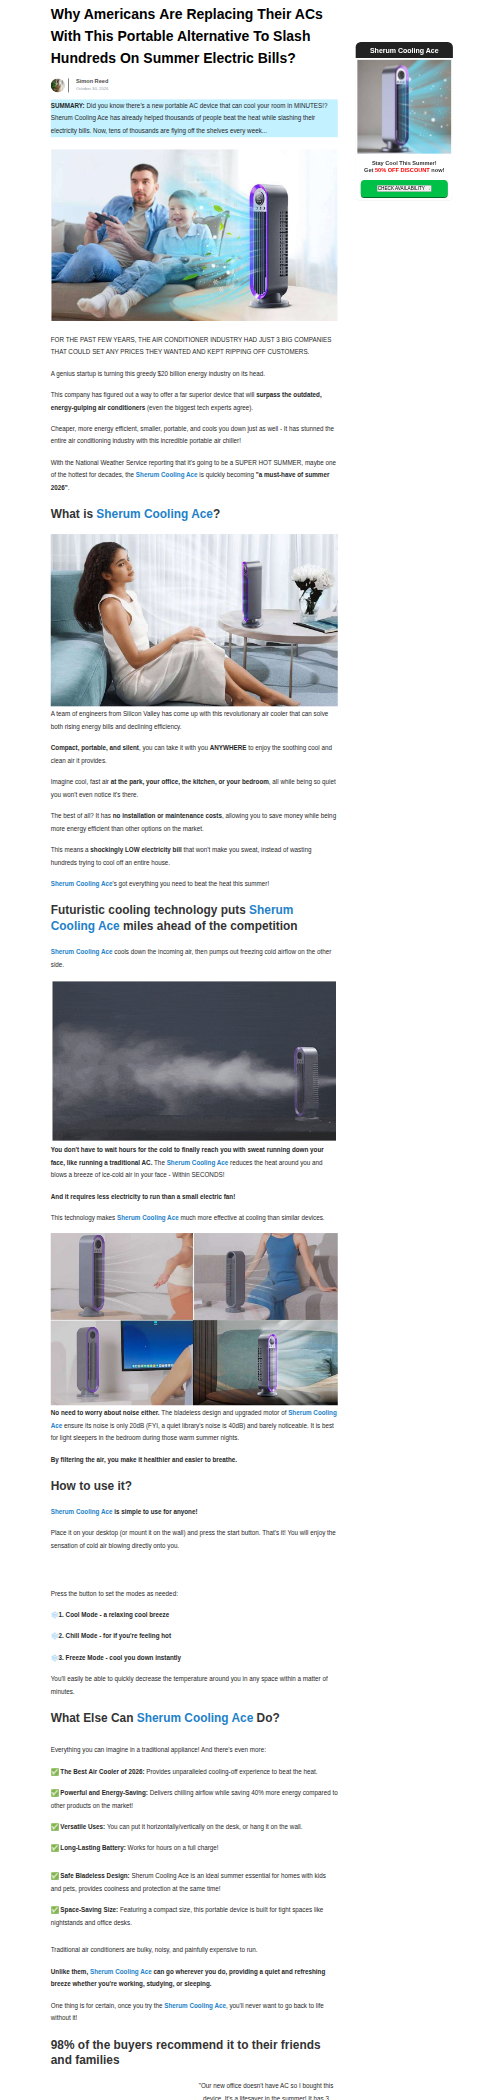 Why Americans Are Replacing Their ACs
With This Portable Alternative To Slash
Hundreds On Summer Electric Bills?
Simon Reed
October 30, 2026
SUMMARY: Did you know there's a new portable AC device that can cool your room in MINUTES!?
Sherum Cooling Ace has already helped thousands of people beat the heat while slashing their
electricity bills. Now, tens of thousands are flying off the shelves every week...
Sherum Cooling Ace
Stay Cool This Summer!
Get 50% OFF DISCOUNT now!
CHECK AVAILABILITY
FOR THE PAST FEW YEARS, THE AIR CONDITIONER INDUSTRY HAD JUST 3 BIG COMPANIES
THAT COULD SET ANY PRICES THEY WANTED AND KEPT RIPPING OFF CUSTOMERS.
A genius startup is turning this greedy $20 billion energy industry on its head.
This company has figured out a way to offer a far superior device that will surpass the outdated,
energy-gulping air conditioners (even the biggest tech experts agree).
Cheaper, more energy efficient, smaller, portable, and cools you down just as well - It has stunned the
entire air conditioning industry with this incredible portable air chiller!
With the National Weather Service reporting that it's going to be a SUPER HOT SUMMER, maybe one
of the hottest for decades, the Sherum Cooling Ace is quickly becoming "a must-have of summer
2026".
What is Sherum Cooling Ace?
A team of engineers from Silicon Valley has come up with this revolutionary air cooler that can solve
both rising energy bills and declining efficiency.
Compact, portable, and silent, you can take it with you ANYWHERE to enjoy the soothing cool and
clean air it provides.
Imagine cool, fast air at the park, your office, the kitchen, or your bedroom, all while being so quiet
you won't even notice it's there.
The best of all? It has no installation or maintenance costs, allowing you to save money while being
more energy efficient than other options on the market.
This means a shockingly LOW electricity bill that won't make you sweat, instead of wasting
hundreds trying to cool off an entire house.
Sherum Cooling Ace's got everything you need to beat the heat this summer!
Futuristic cooling technology puts Sherum
Cooling Ace miles ahead of the competition
Sherum Cooling Ace cools down the incoming air, then pumps out freezing cold airflow on the other
side.
You don't have to wait hours for the cold to finally reach you with sweat running down your
face, like running a traditional AC. The Sherum Cooling Ace reduces the heat around you and
blows a breeze of ice-cold air in your face - Within SECONDS!
And it requires less electricity to run than a small electric fan!
This technology makes Sherum Cooling Ace much more effective at cooling than similar devices.
No need to worry about noise either. The bladeless design and upgraded motor of Sherum Cooling
Ace ensure its noise is only 20dB (FYI, a quiet library's noise is 40dB) and barely noticeable. It is best
for light sleepers in the bedroom during those warm summer nights.
By filtering the air, you make it healthier and easier to breathe.
How to use it?
Sherum Cooling Ace is simple to use for anyone!
Place it on your desktop (or mount it on the wall) and press the start button. That's it! You will enjoy the
sensation of cold air blowing directly onto you.
Press the button to set the modes as needed:
❄️1. Cool Mode - a relaxing cool breeze
❄️2. Chill Mode - for if you're feeling hot
❄️3. Freeze Mode - cool you down instantly
You'll easily be able to quickly decrease the temperature around you in any space within a matter of
minutes.
What Else Can Sherum Cooling Ace Do?
Everything you can imagine in a traditional appliance! And there's even more:
✅ The Best Air Cooler of 2026: Provides unparalleled cooling-off experience to beat the heat.
✅ Powerful and Energy-Saving: Delivers chilling airflow while saving 40% more energy compared to
other products on the market!
✅ Versatile Uses: You can put it horizontally/vertically on the desk, or hang it on the wall.
✅ Long-Lasting Battery: Works for hours on a full charge!
✅ Safe Bladeless Design: Sherum Cooling Ace is an ideal summer essential for homes with kids
and pets, provides coolness and protection at the same time!
✅ Space-Saving Size: Featuring a compact size, this portable device is built for tight spaces like
nightstands and office desks.
Traditional air conditioners are bulky, noisy, and painfully expensive to run.
Unlike them, Sherum Cooling Ace can go wherever you do, providing a quiet and refreshing
breeze whether you're working, studying, or sleeping.
One thing is for certain, once you try the Sherum Cooling Ace, you'll never want to go back to life
without it!
98% of the buyers recommend it to their friends
and families
"Our new office doesn't have AC so I bought this
device. It's a lifesaver in the summer! It has 3